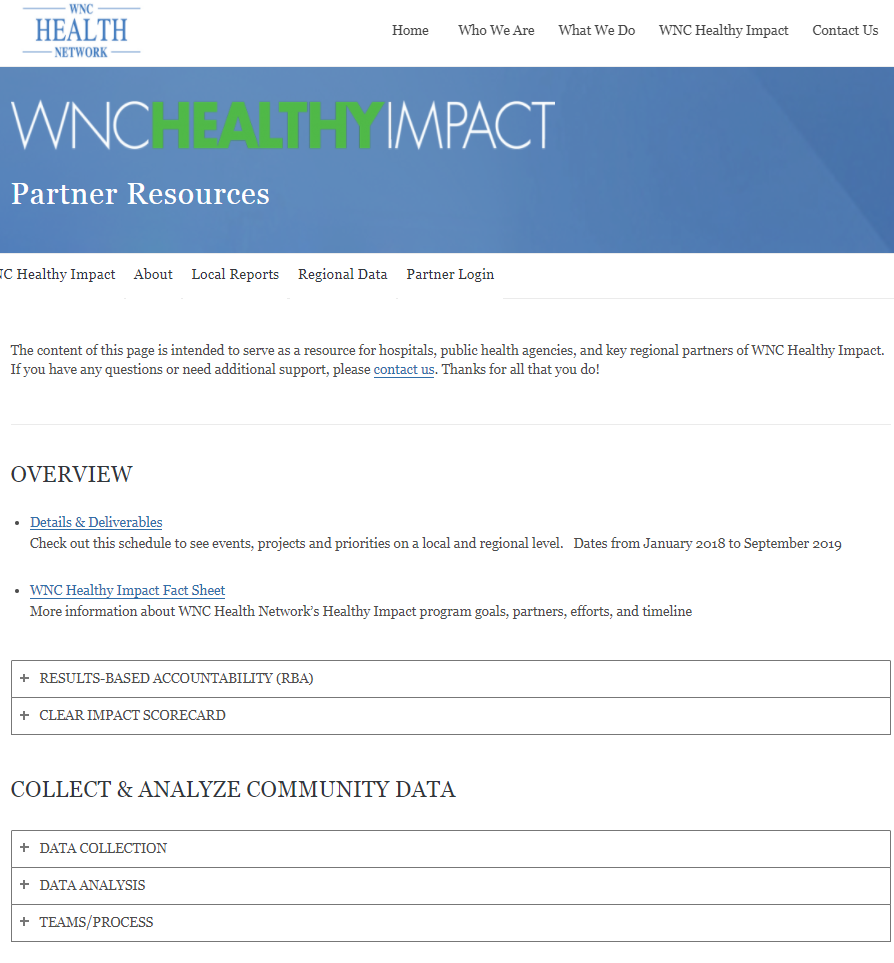 WNC
HEALTH
NETWORK
Home Who We Are What We Do WNC Healthy Impact Contact Us
WNCHEALTHYIMPACT
Partner Resources
NC Healthy Impact About Local Reports Regional Data Partner Login
The content of this page is intended to serve as a resource for hospitals, public health agencies, and key regional partners of WNC Healthy Impact.
If you have any questions or need additional support, please contact us. Thanks for all that you do!
OVERVIEW
• Details & Deliverables
Check out this schedule to see events, projects and priorities on a local and regional level. Dates from January 2018 to September 2019
• WNC Healthy Impact Fact Sheet
More information about WNC Health Network's Healthy Impact program goals, partners, efforts, and timeline
+ RESULTS-BASED ACCOUNTABILITY (RBA)
+ CLEAR IMPACT SCORECARD
COLLECT & ANALYZE COMMUNITY DATA
+ DATA COLLECTION
+ DATA ANALYSIS
+ TEAMS/PROCESS